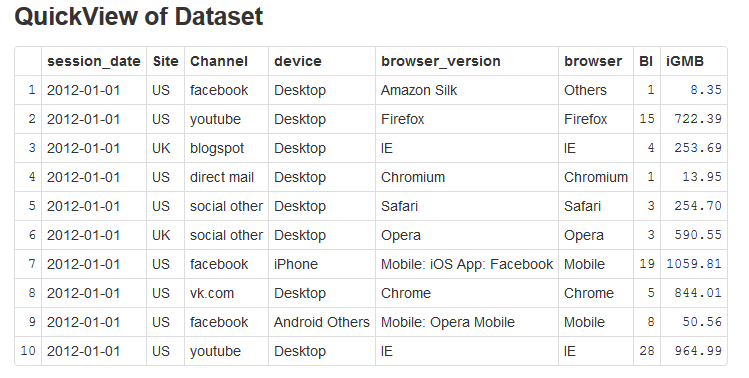 QuickView of Dataset
session_date Site Channel device browser_version browser BI iGMB
1 2012-01-01 US facebook Desktop Amazon Silk Others 1 8.35
2 2012-01-01 US youtube Desktop Firefox Firefox 15 722.39
3 2012-01-01 UK blogspot Desktop IE IE 4 253.69
4 2012-01-01 US direct mail Desktop Chromium Chromium 1 13.95
5 2012-01-01 US social other Desktop Safari Safari 3 254.70
6 2012-01-01 UK social other Desktop Opera Opera 3 590.55
7 2012-01-01 US facebook iPhone Mobile: iOS App: Facebook Mobile 19 1059.81
8 2012-01-01 US vk.com Desktop Chrome Chrome 5 844.01
9 2012-01-01 US facebook Android Others Mobile: Opera Mobile Mobile 8 50.56
10 2012-01-01 US youtube Desktop IE IE 28 964.99